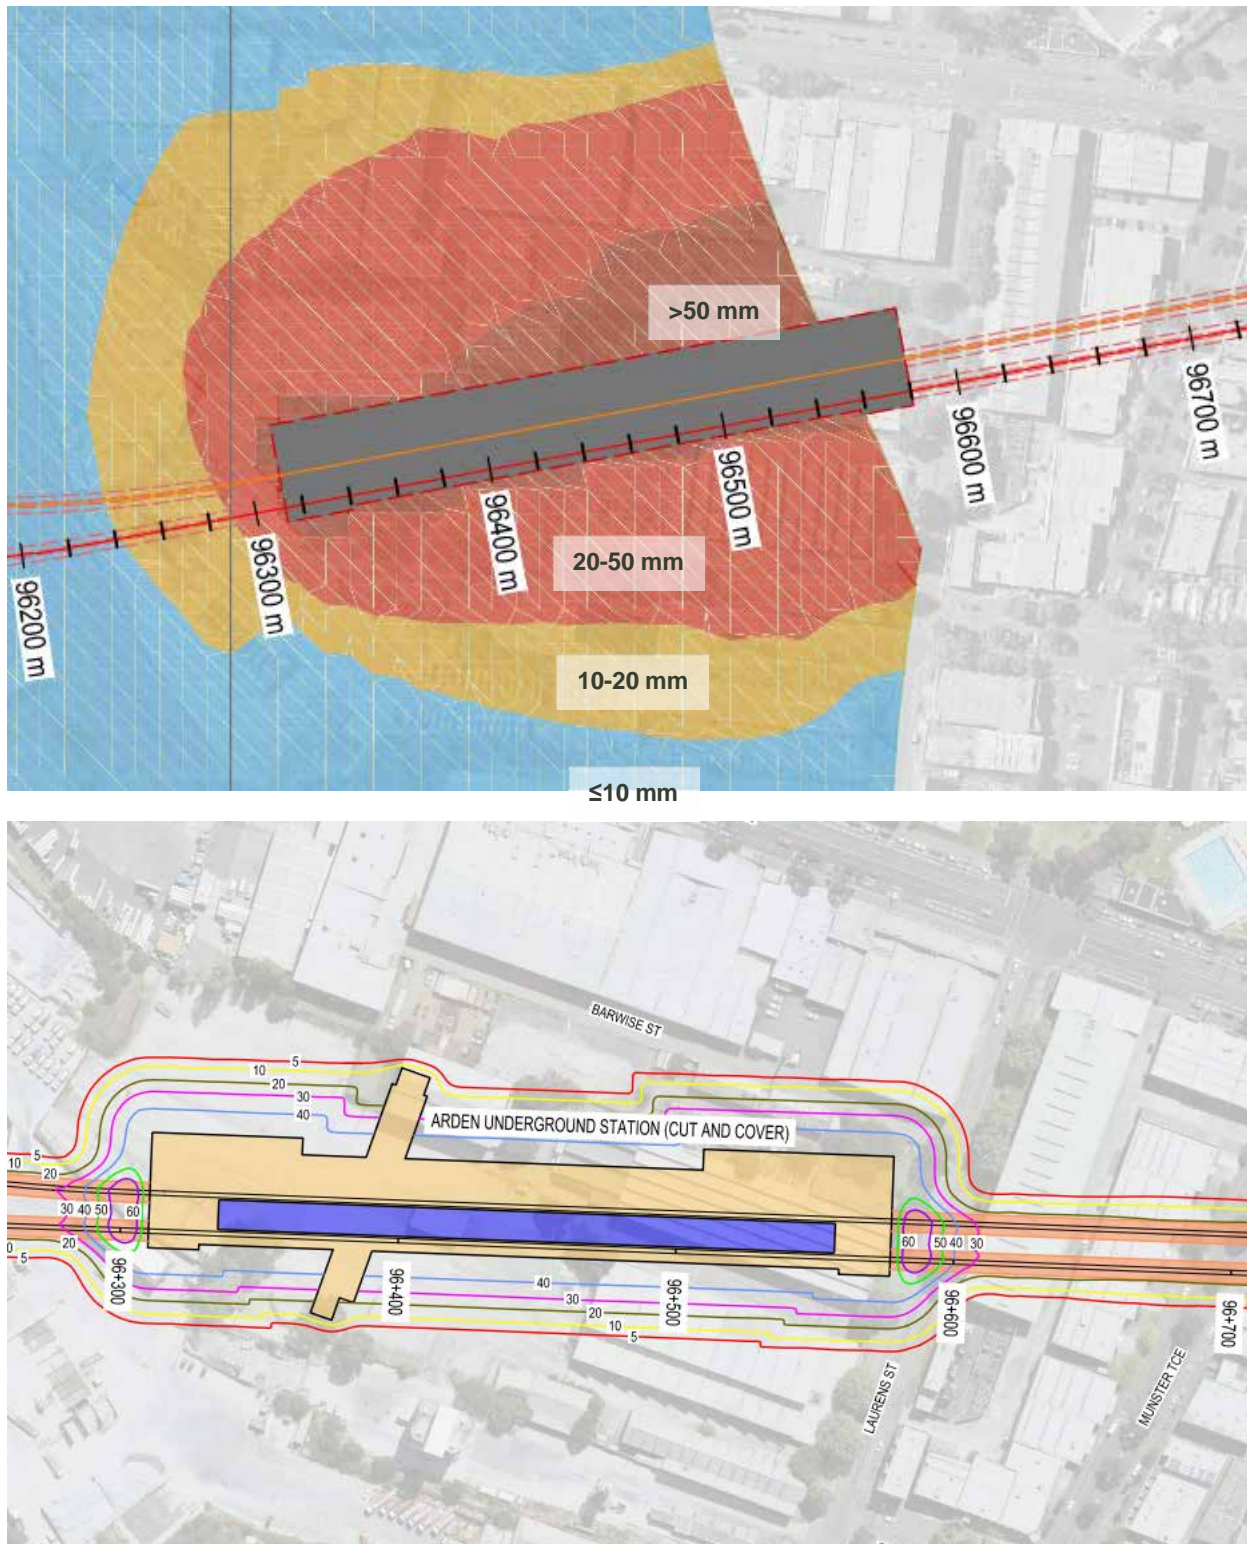 >50 mm
96700 m
96600 m
96500 m
96400 m
20-50 mm
96300 m
96200 m
10-20 mm
≤10 mm
BARWISE ST
5
10
20
30
40
ARDEN UNDERGROUND STATION (CUT AND COVER)
5
10
20
30 40 50 60
20
0
5
60 50 40 30
96+300
96+400
96+500
96+600
96+700
40
30
20
10
5
LAURENS ST
MUNSTER TCE